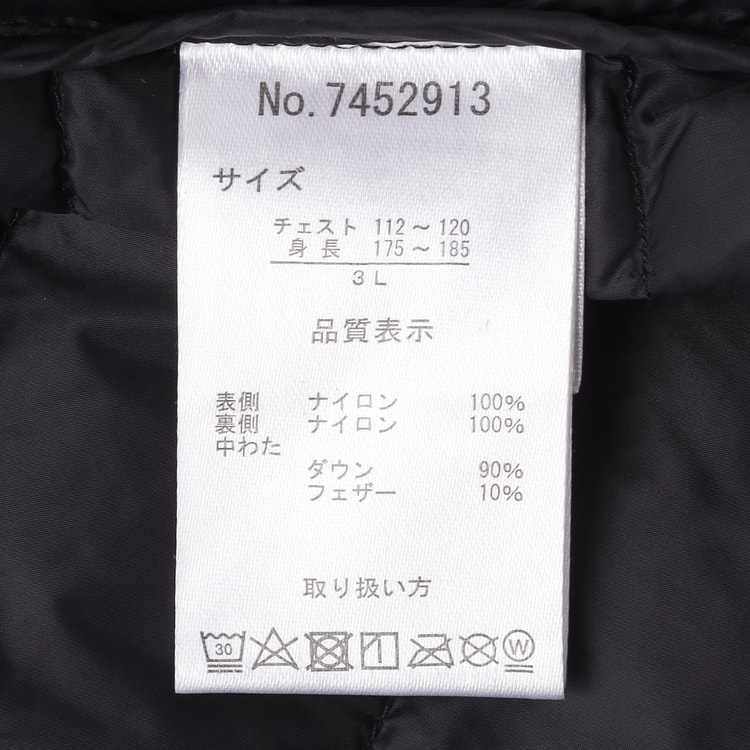 No.7452913
サイズ
チェスト 112～120
身長 175～185
3L
品質表示
表側 ナイロン 100%
裏側 ナイロン 100%
中わた
ダウン 90%
フェザー 10%
取り扱い方
30 W